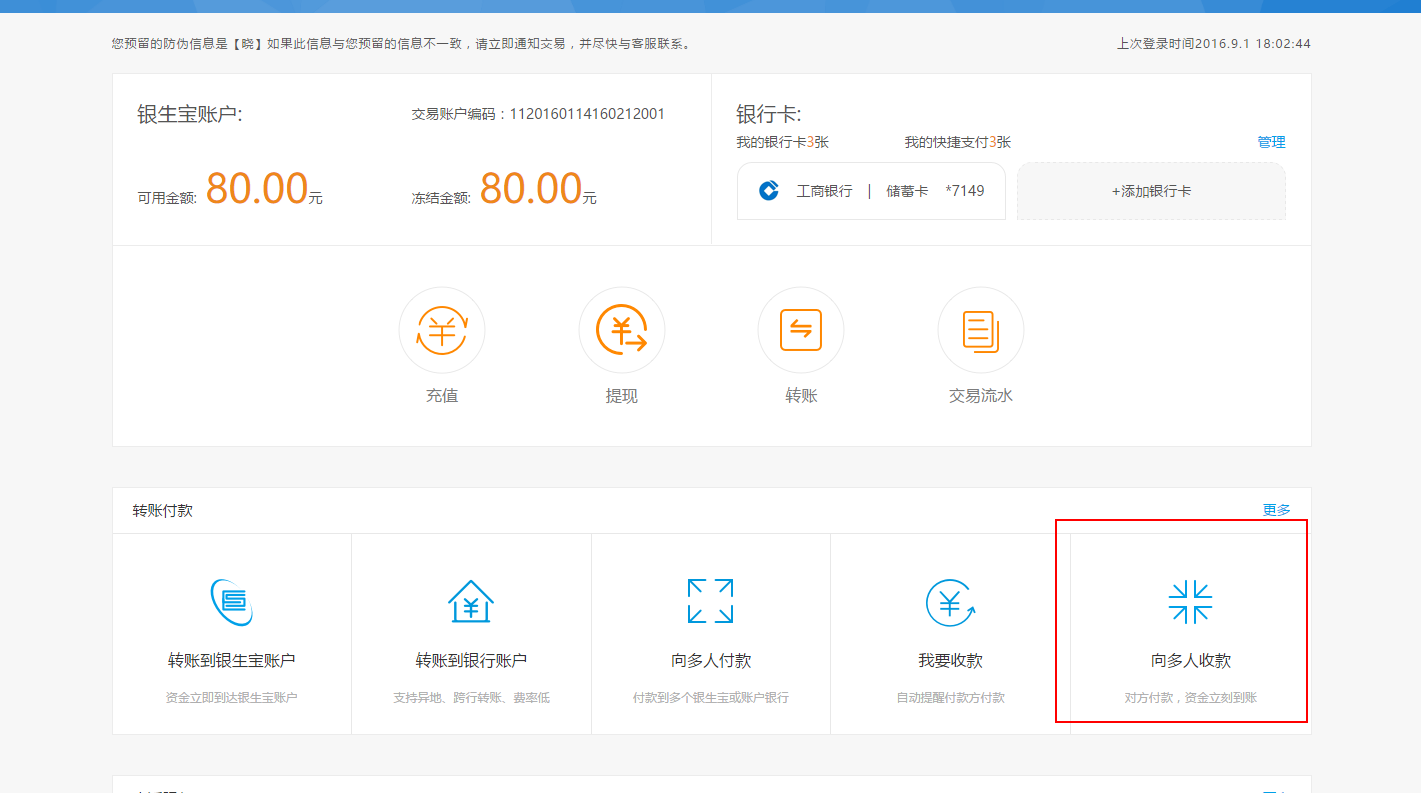 您预留的防伪信息是【晓】如果此信息与您预留的信息不一致，请立即通知交易，并尽快与客服联系。
上次登录时间2016.9.1 18:02:44
银生宝账户:
交易账户编码：1120160114160212001
可用金额: 80.00元
冻结金额: 80.00元
银行卡:
我的银行卡3张
我的快捷支付3张
管理
工商银行 | 储蓄卡 *7149
+添加银行卡
充值
提现
转账
交易流水
转账付款
更多
转账到银生宝账户
资金立即到达银生宝账户
转账到银行账户
支持异地、跨行转账、费率低
向多人付款
付款到多个银生宝或账户银行
我要收款
自动提醒付款方付款
向多人收款
对方付款，资金立刻到账